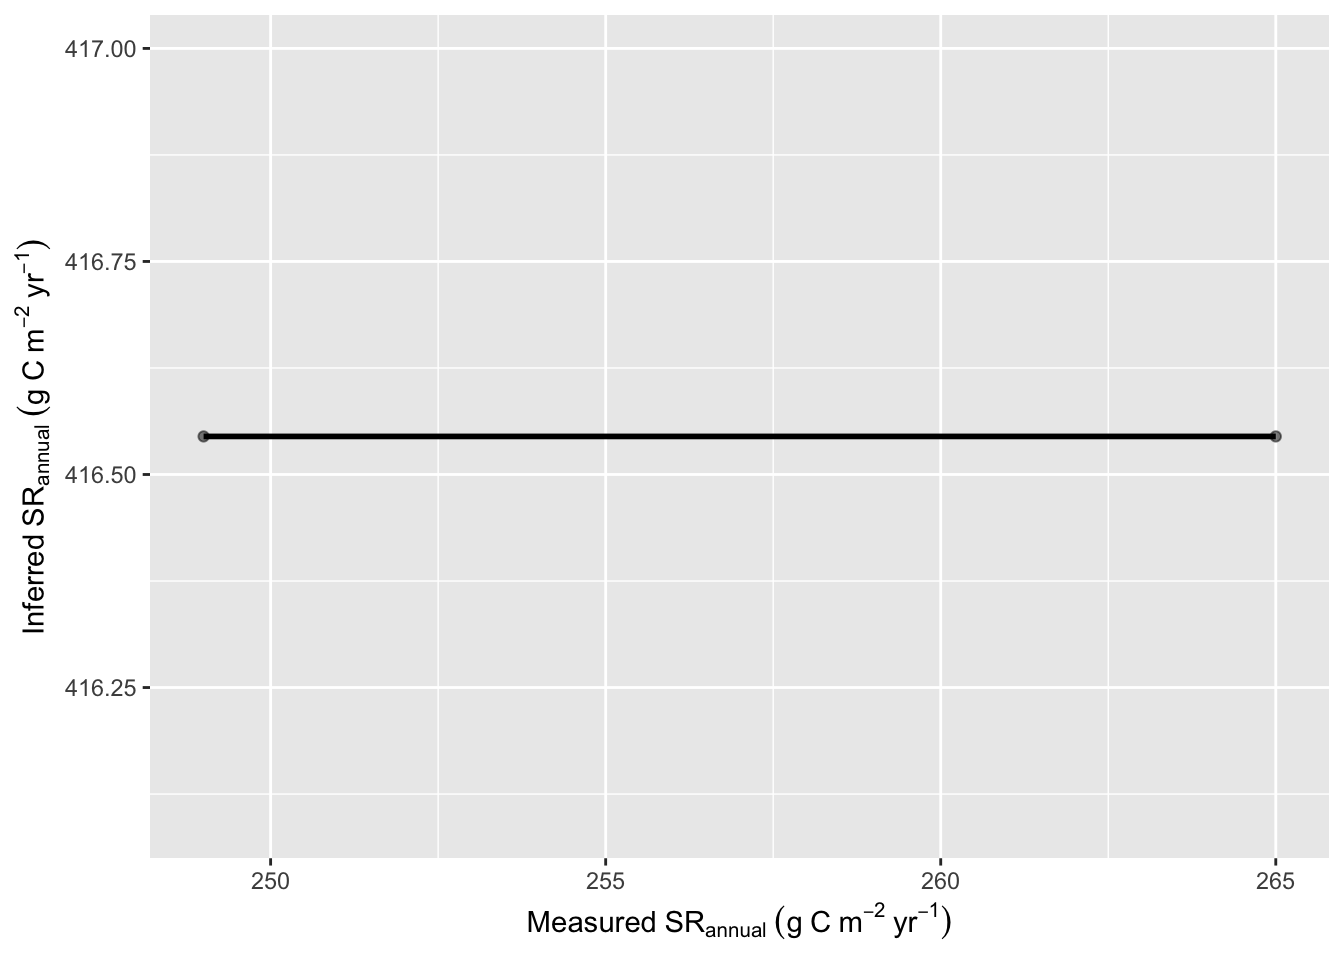 417.00
416.75
416.50
416.25
Inferred SRannual (g C m−2 yr−1)
250 255 260 265
Measured SRannual (g C m−2 yr−1)